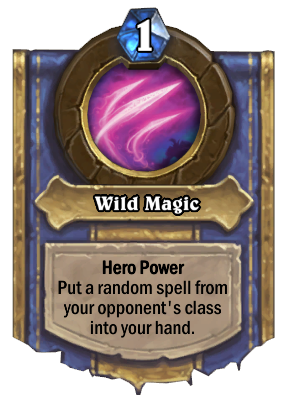 1
Wild Magic
Hero Power
Put a random spell from
your opponent's class
into your hand.